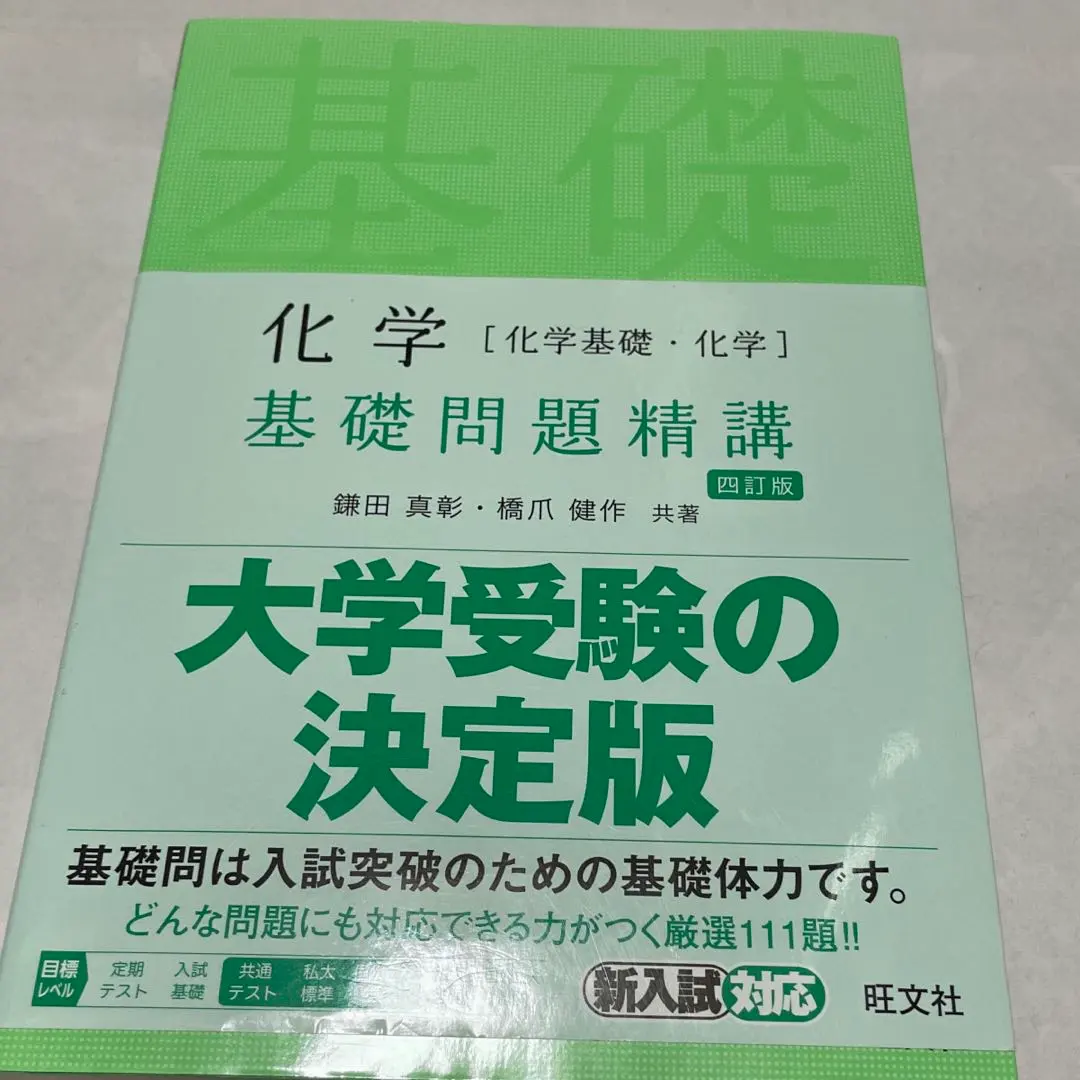 基礎
化学[化学基礎・化学]
基礎問題精講
四訂版
鎌田 真彰・橋爪 健作 共著
大学受験の
決定版
基礎問は入試突破のための基礎体力です。
どんな問題にも対応できる力がつく厳選111題!!
目標
レベル
定期
テスト
入試
基礎
共通
テスト
私大
標準
新入試対応
旺文社